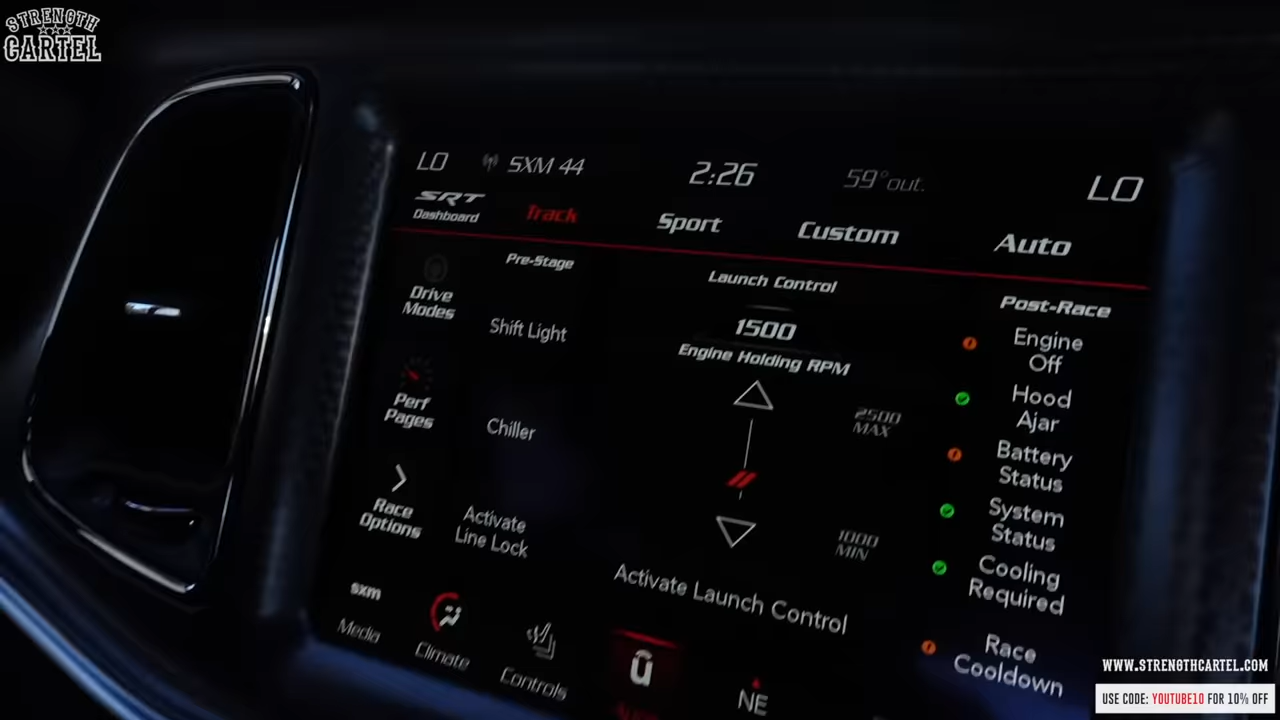 STRENGTH
CARTEL
LO SXM 44 2:26 59°out. LO
SRT
Dashboard
Track Sport Custom Auto
Drive
Modes
Perf
Pages
Race
Options
Pre-Stage
Shift Light
Chiller
Activate
Line Lock
Launch Control
1500
Engine Holding RPM
2500
MAX
1000
MIN
Activate Launch Control
Post-Race
Engine
Off
Hood
Ajar
Battery
Status
System
Status
Cooling
Required
Race
Cooldown
sxm
Media
Climate
Controls
NE
WWW.STRENGTHCARTEL.COM
USE CODE: YOUTUBE10 FOR 10% OFF